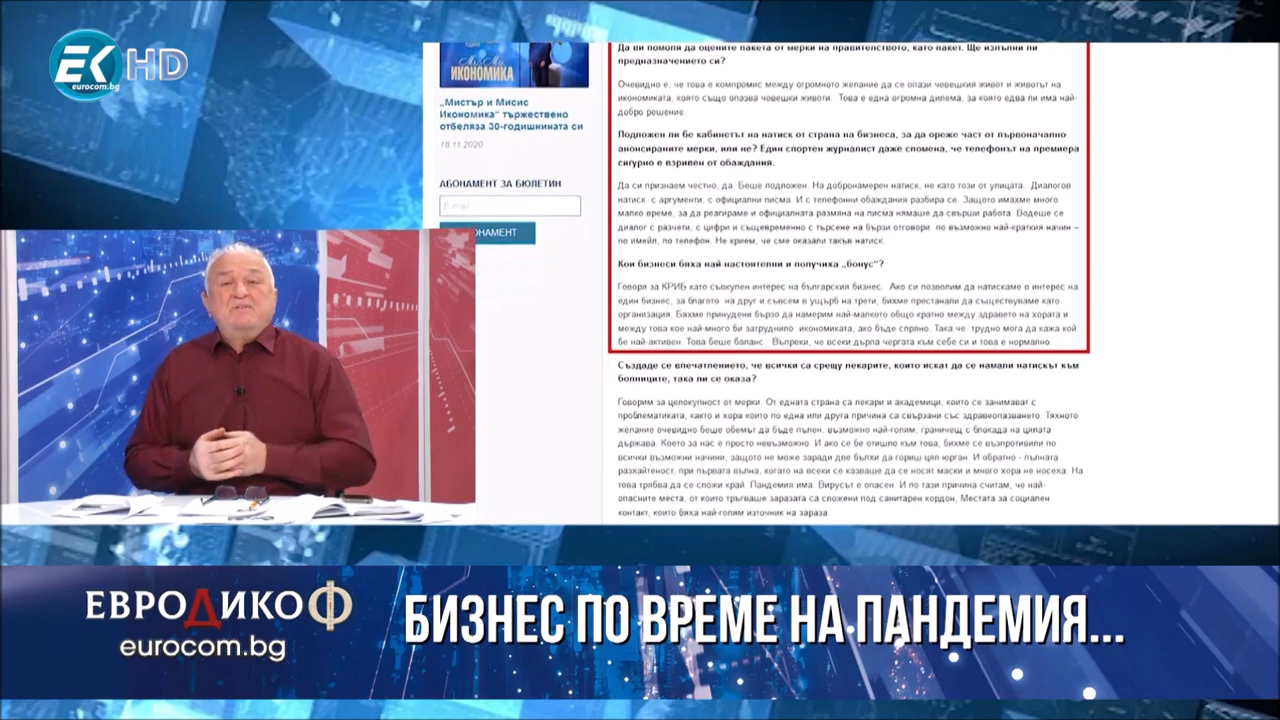 ЕК HD
eurocom.bg
ИКОНОМИКА
„Мистър и Мисис
Икономика“ тържествено
отбеляза 30-годишнината си
18.11.2020
АБОНАМЕНТ ЗА БЮЛЕТИН
НАМЕНТ
Да ви помоля да оцените пакета от мерки на правителството, като пакет. Ще изпълни ли
предназначението си?
Очевидно е, че това е компромис между огромното желание да се опази човешкия живот и животът на
икономиката, която също опазва човешки животи. Това е една огромна дилема, за която едва ли има най-
добро решение.
Подложен ли бе кабинетът на натиск от страна на бизнеса, за да ореже част от първоначално
анонсираните мерки, или не? Един спортен журналист даже спомена, че телефонът на премиера
сигурно е взривен от обаждания.
Да си признаем честно, да. Беше подложен. На добронамерен натиск, не като този от улицата. Диалогов
натиск с аргументи, с официални писма. И с телефонни обаждания разбира се. Защото имахме много
малко време, за да реагираме и официалната размяна на писма нямаше да свърши работа. Водеше се
диалог с разчети, с цифри и същевременно с търсене на бързи отговори по възможно най-краткия начин –
по имейл, по телефон. Не крием, че сме оказали такъв натиск.
Кои бизнеси бяха най-настоятелни и получиха „бонус“?
Говоря за КРИБ като съвкупен интерес на българския бизнес. Ако си позволим да натискаме в интерес на
един бизнес, за благото на друг и съвсем в ущърб на трети, бихме престанали да съществуваме като
организация. Бяхме принудени бързо да намерим най-малкото общо кратно между здравето на хората и
между това кое най-много би затруднило икономиката, ако бъде спряно. Така че трудно мога да кажа кой
бе най-активен. Това беше баланс. Въпреки, че всеки дърпа чергата към себе си и това е нормално.
Създаде се впечатлението, че всички са срещу лекарите, които искат да се намали натискът към
болниците, така ли се оказа?
Говорим за целокупност от мерки. От едната страна са лекари и академици, които се занимават с
проблематиката, както и хора които по една или друга причина са свързани със здравеопазването. Тяхното
желание очевидно беше обемът да бъде пълен, възможно най-голям, граничещ с блокада на цялата
държава. Което за нас е просто невъзможно. И ако се бе отишло към това, бихме се възпротивили по
всички възможни начини, защото не може заради две бълхи да гориш цял юрган. И обратно - пълната
разхайтеност, при първата вълна, когато на всеки се казваше да се носят маски и много хора не носеха. На
това трябва да се сложи край. Пандемия има. Вирусът е опасен. И по тази причина считам, че най-
опасните места, от които тръгваше заразата са сложени под санитарен кордон, Местата за социален
контакт, които бяха най-голям източник на зараза
ЕВРОДИКОФ
eurocom.bg
БИЗНЕС ПО ВРЕМЕ НА ПАНДЕМИЯ...